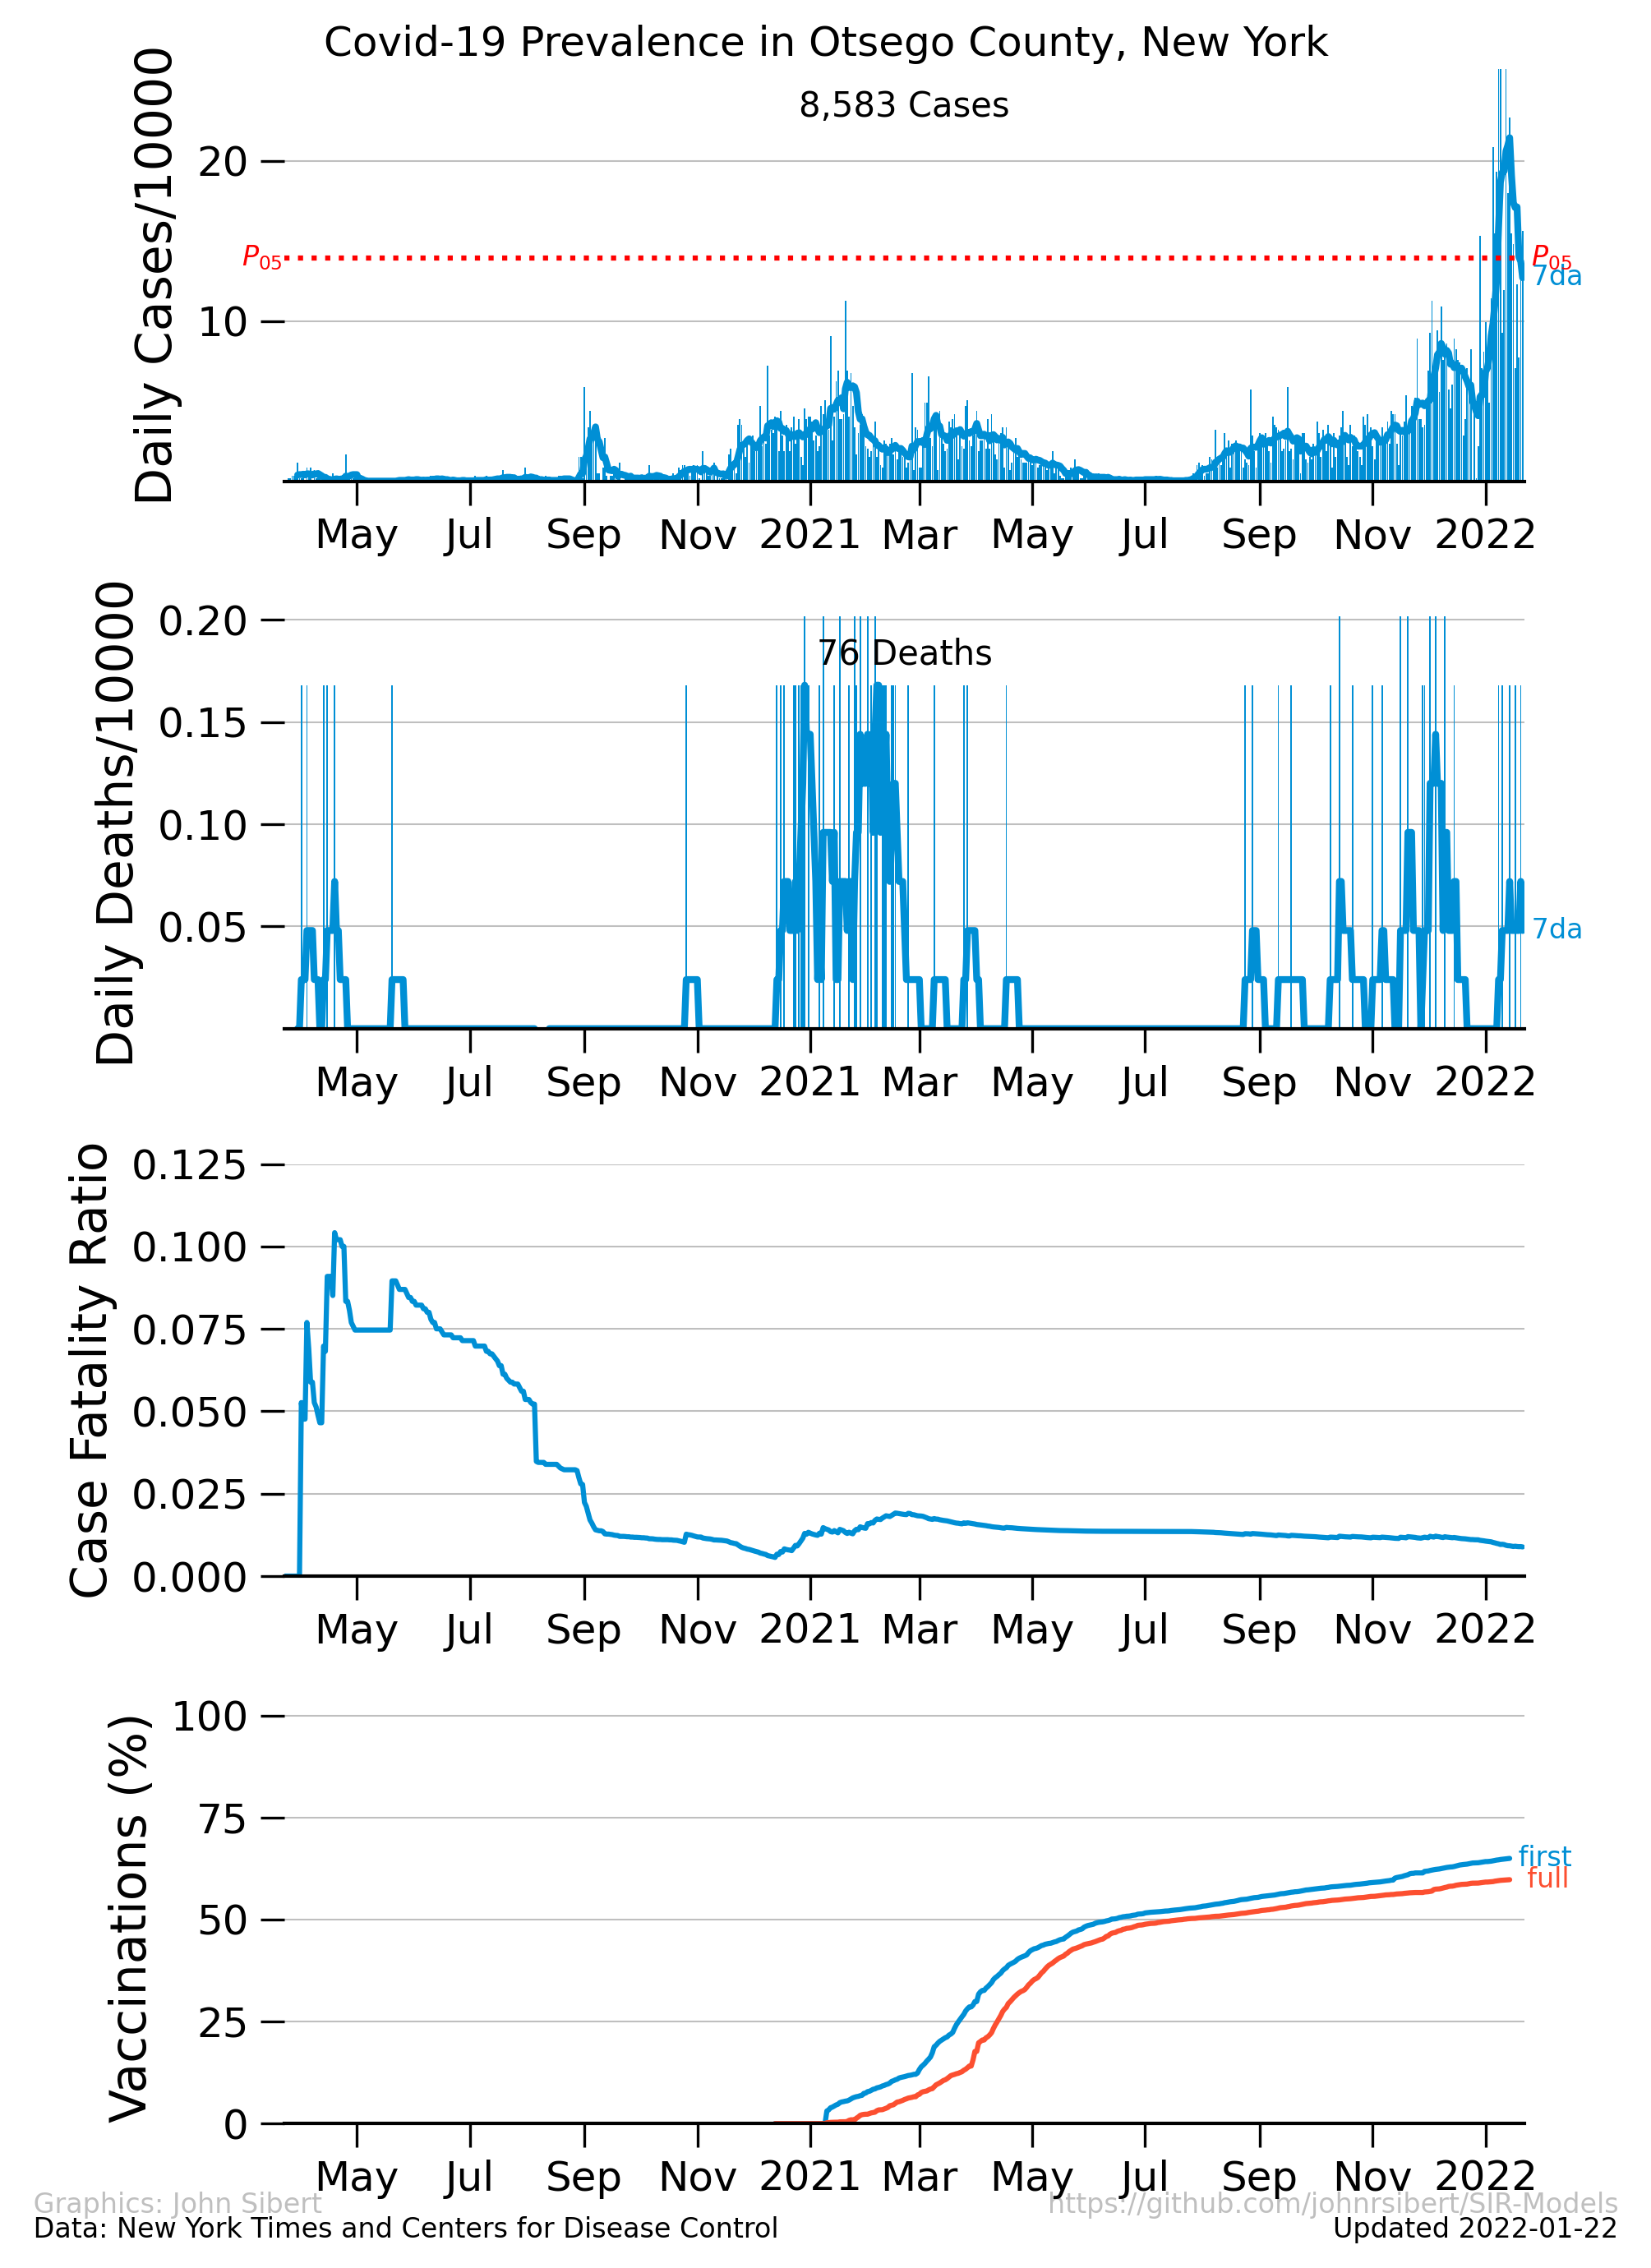 Covid-19 Prevalence in Otsego County, New York
8,583 Cases
Daily Cases/10000
20
10
P05
P05
7da
May Jul Sep Nov 2021 Mar May Jul Sep Nov 2022
76 Deaths
Daily Deaths/10000
0.20
0.15
0.10
0.05
7da
May Jul Sep Nov 2021 Mar May Jul Sep Nov 2022
Case Fatality Ratio
0.125
0.100
0.075
0.050
0.025
0.000
May Jul Sep Nov 2021 Mar May Jul Sep Nov 2022
Vaccinations (%)
100
75
50
25
0
first
full
May Jul Sep Nov 2021 Mar May Jul Sep Nov 2022
Graphics: John Sibert https://github.com/johnrsibert/SIR-Models
Data: New York Times and Centers for Disease Control Updated 2022-01-22